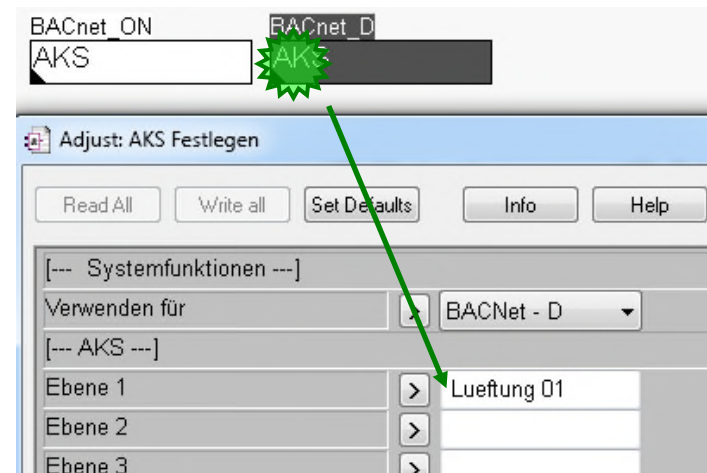 BACnet_ON BACnet_D
AKS AKS
Adjust: AKS Festlegen
Read All Write all Set Defaults Info Help
[--- Systemfunktionen ---]
Verwenden für > BACNet - D
[--- AKS ---]
Ebene 1 > Lueftung 01
Ebene 2 >
Ebene 3 >